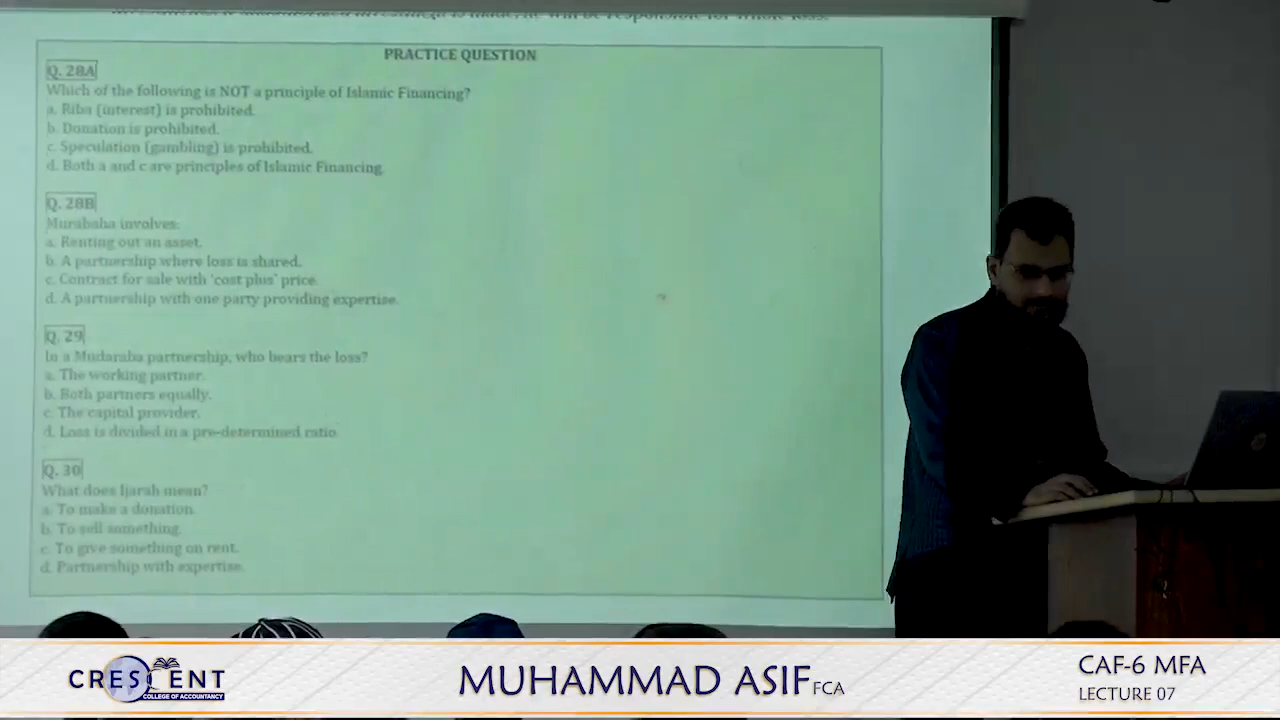 PRACTICE QUESTION
Q. 28A
Which of the following is NOT a principle of Islamic Financing?
a. Riba (interest) is prohibited.
b. Donation is prohibited.
c. Speculation (gambling) is prohibited.
d. Both a and c are principles of Islamic Financing.
Q. 28B
Murabaha involves:
a. Renting out an asset.
b. A partnership where loss is shared.
c. Contract for sale with 'cost plus' price.
d. A partnership with one party providing expertise.
Q. 29
In a Mudaraba partnership, who bears the loss?
a. The working partner.
b. Both partners equally.
c. The capital provider.
d. Loss is divided in a pre-determined ratio
Q. 30
What does Ijarah mean?
a. To make a donation.
b. To sell something.
c. To give something on rent.
d. Partnership with expertise.
CRESCENT
COLLEGE OF ACCOUNTANCY
MUHAMMAD ASIF FCA
CAF-6 MFA
LECTURE 07